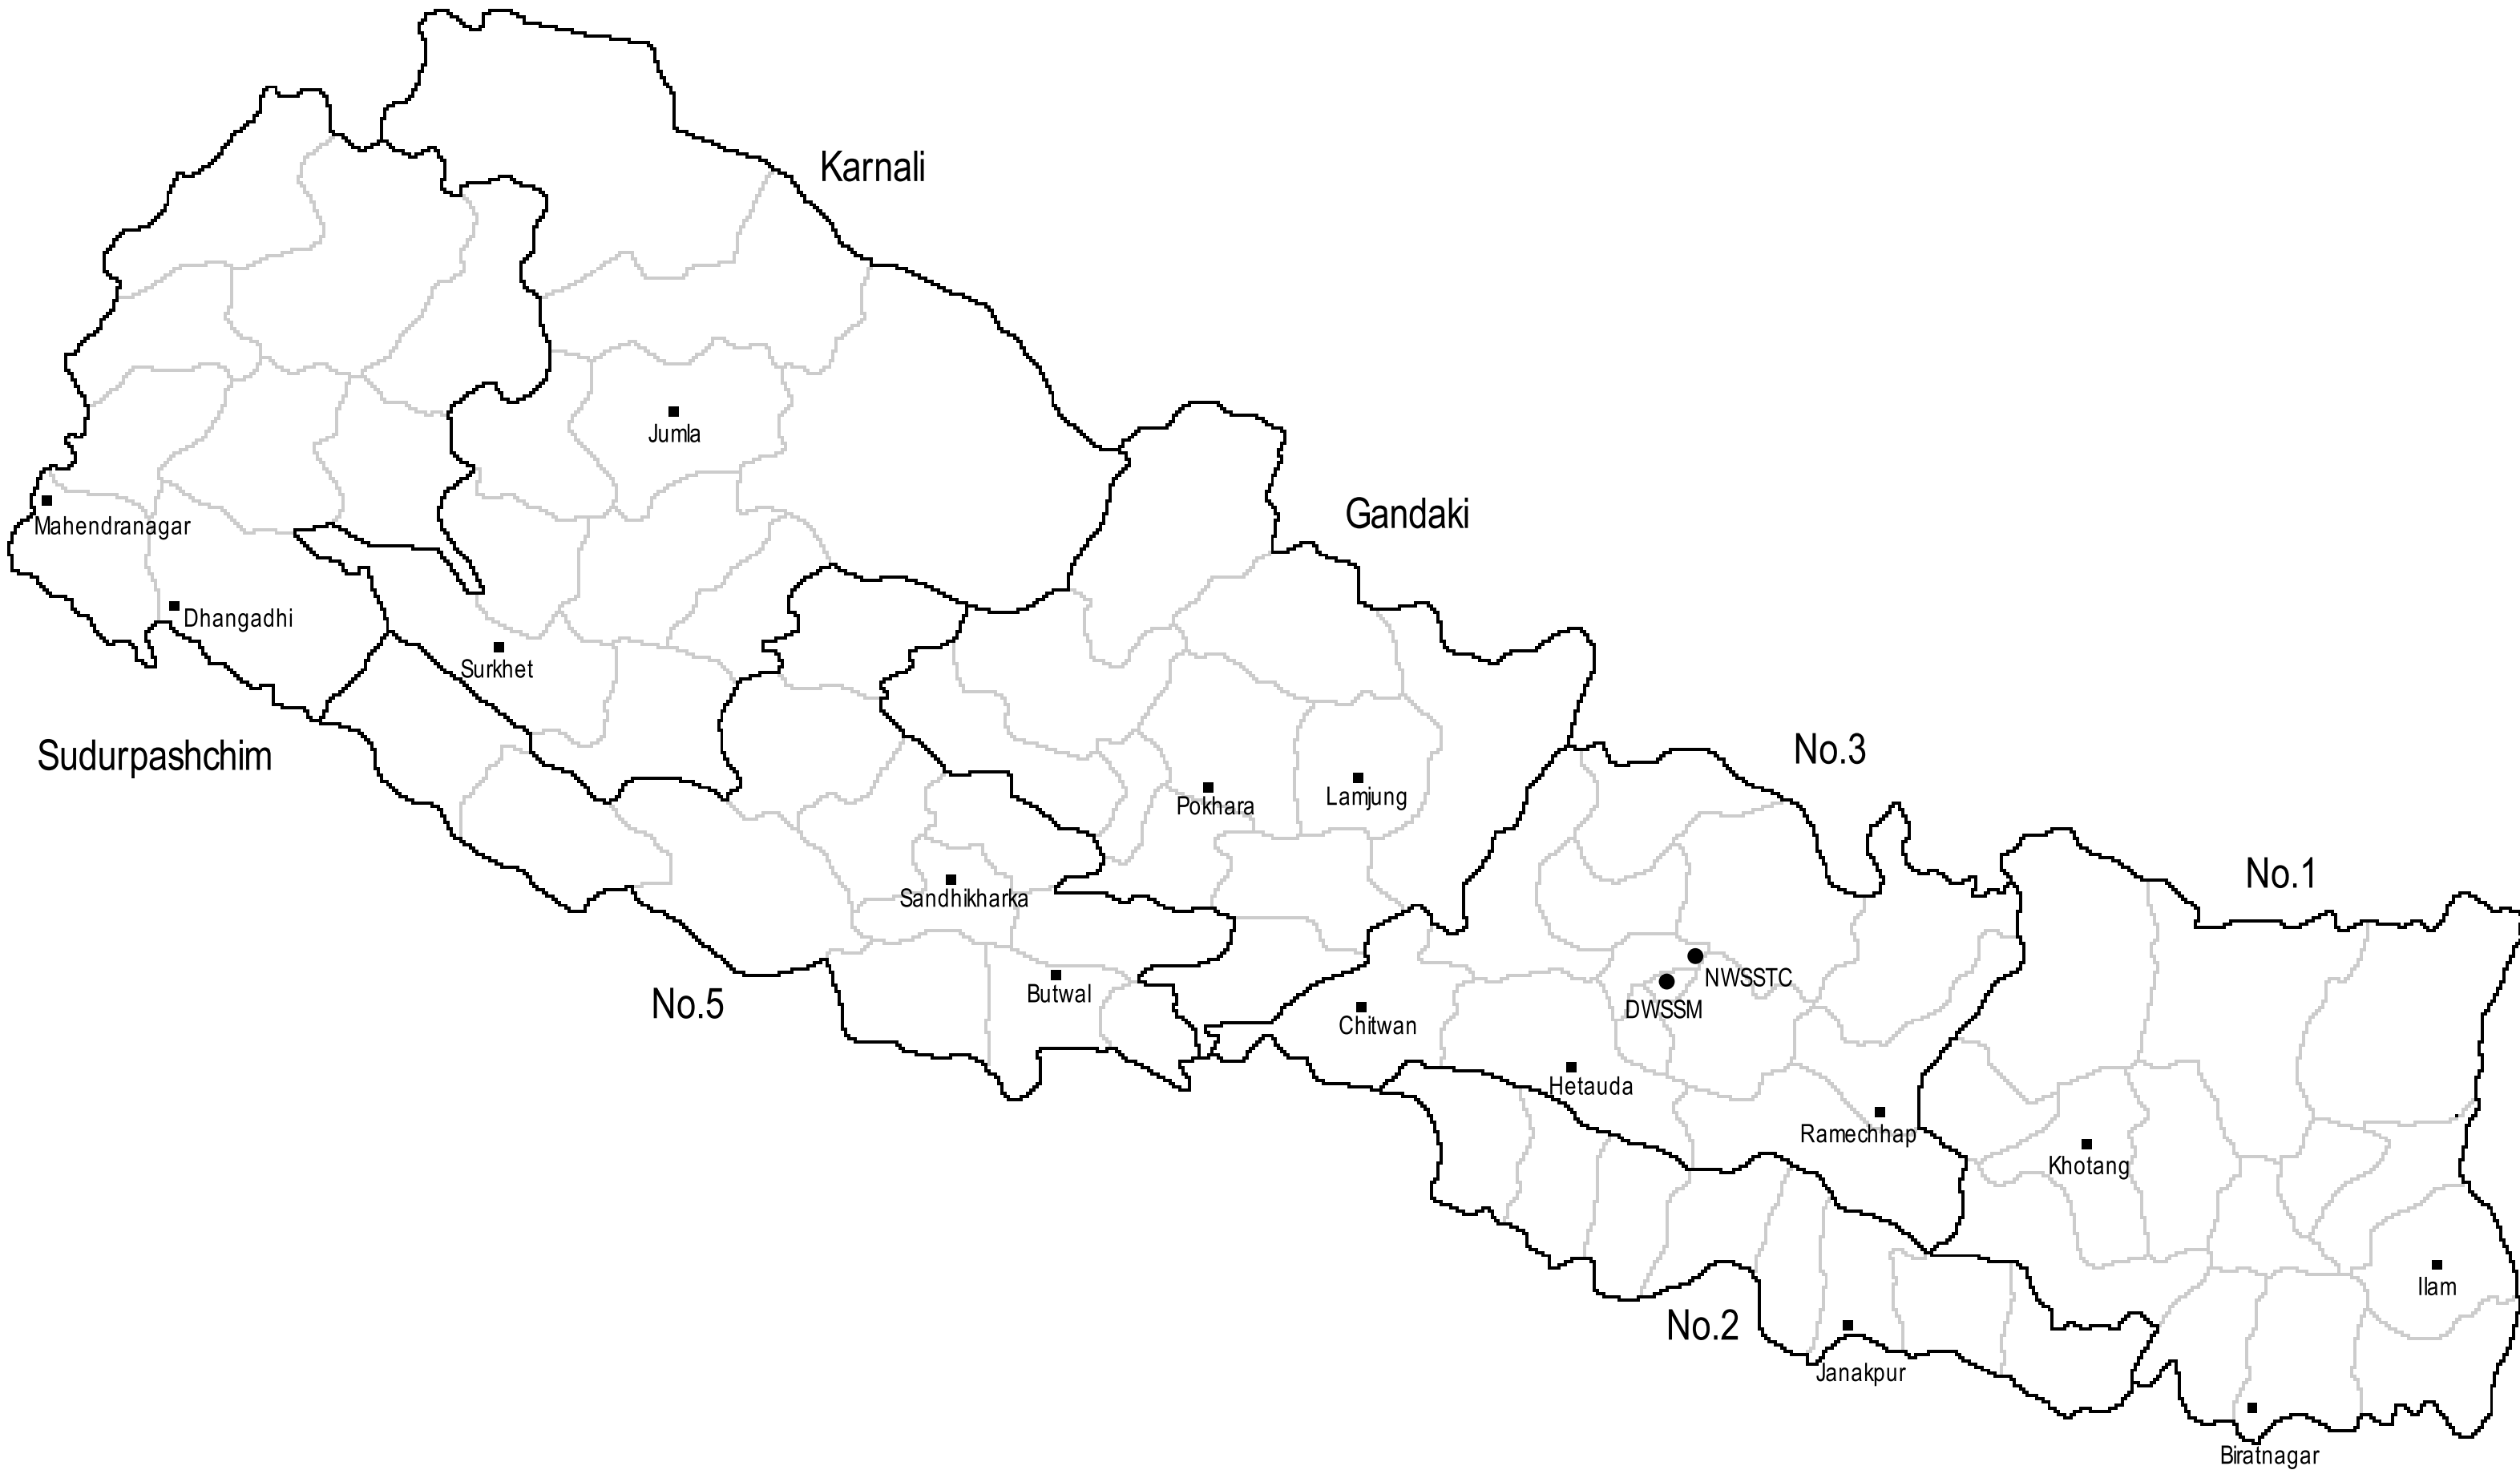 Karnali
Jumla
Mahendranagar
Gandaki
Dhangadhi
Surkhet
Sudurpashchim
No.3
Pokhara
Lamjung
No.1
Sandhikharka
NWSSTC
No.5
Butwal
DWSSM
Chitwan
Hetauda
Ramechhap
Khotang
Ilam
No.2
Janakpur
Biratnagar